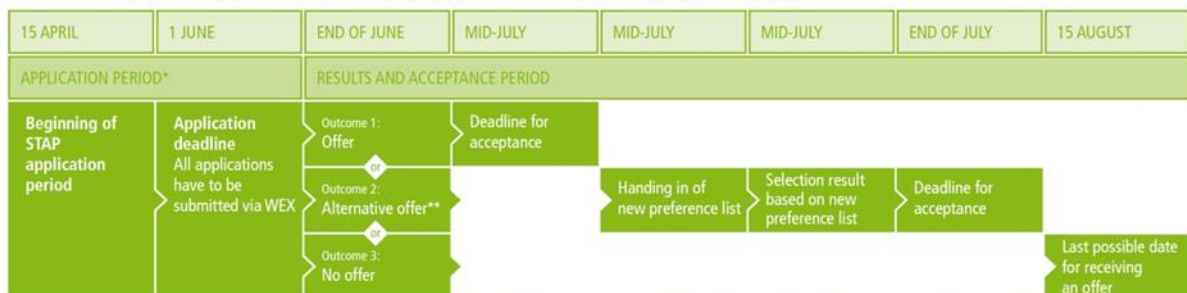 15 APRIL
1 JUNE
END OF JUNE
MID-JULY
MID-JULY
MID-JULY
END OF JULY
15 AUGUST
APPLICATION PERIOD*
RESULTS AND ACCEPTANCE PERIOD
Beginning of
STAP
application
period
Application
deadline
All applications
have to be
submitted via WEX
Outcome 1:
Offer
or
Outcome 2:
Alternative offer**
or
Outcome 3:
No offer
Deadline for
acceptance
Handing in of
new preference list
Selection result
based on new
preference list
Deadline for
acceptance
Last possible date
for receiving
an offer